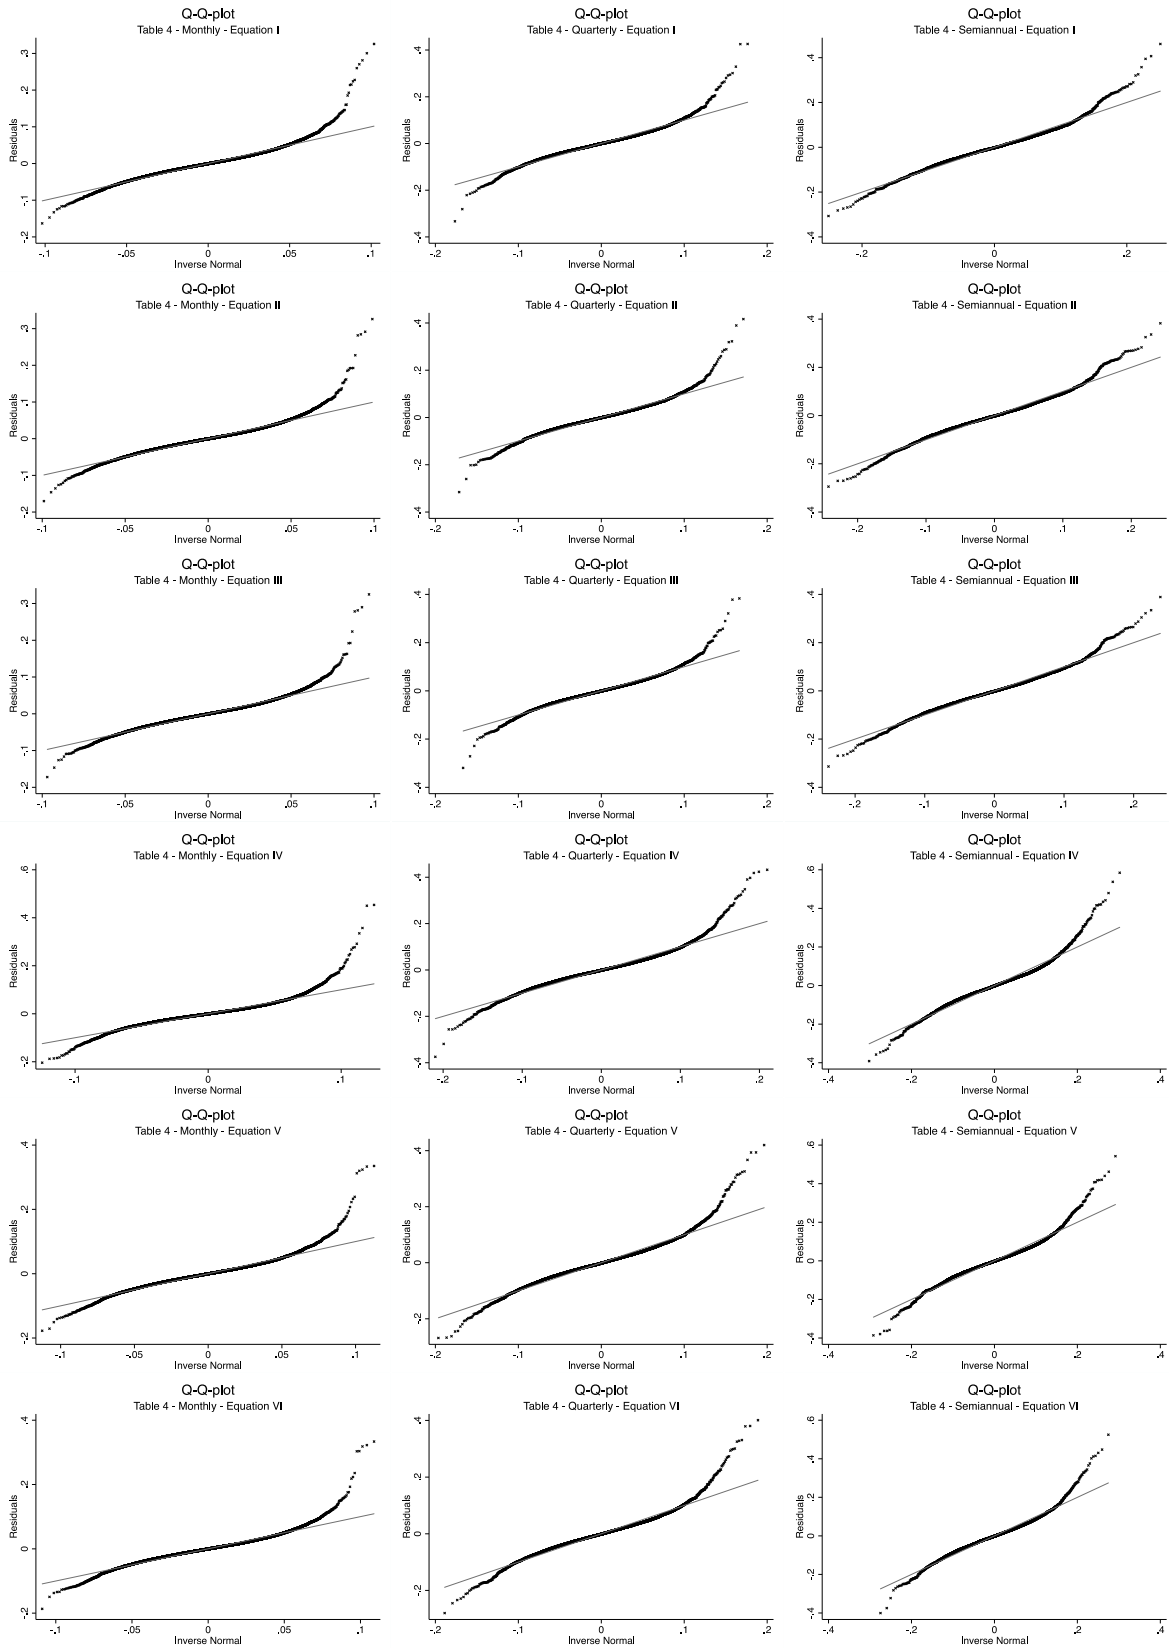 Q-Q-plot
Table 4 - Monthly - Equation I
Residuals
-.2 -.1 0 .1 .2 .3
-.1 -.05 0 .05 .1
Inverse Normal
Q-Q-plot
Table 4 - Quarterly - Equation I
Residuals
-.4 -.2 0 .2 .4
-.2 -.1 0 .1 .2
Inverse Normal
Q-Q-plot
Table 4 - Semiannual - Equation I
Residuals
-.4 -.2 0 .2 .4
-.2 0 .2
Inverse Normal
Q-Q-plot
Table 4 - Monthly - Equation II
Residuals
-.2 -.1 0 .1 .2 .3
-.1 -.05 0 .05 .1
Inverse Normal
Q-Q-plot
Table 4 - Quarterly - Equation II
Residuals
-.4 -.2 0 .2 .4
-.2 -.1 0 .1 .2
Inverse Normal
Q-Q-plot
Table 4 - Semiannual - Equation II
Residuals
-.4 -.2 0 .2 .4
-.2 -.1 0 .1 .2
Inverse Normal
Q-Q-plot
Table 4 - Monthly - Equation III
Residuals
-.2 -.1 0 .1 .2 .3
-.1 -.05 0 .05 .1
Inverse Normal
Q-Q-plot
Table 4 - Quarterly - Equation III
Residuals
-.4 -.2 0 .2 .4
-.2 -.1 0 .1 .2
Inverse Normal
Q-Q-plot
Table 4 - Semiannual - Equation III
Residuals
-.4 -.2 0 .2 .4
-.2 -.1 0 .1 .2
Inverse Normal
Q-Q-plot
Table 4 - Monthly - Equation IV
Residuals
-.2 0 .2 .4 .6
-.1 0 .1
Inverse Normal
Q-Q-plot
Table 4 - Quarterly - Equation IV
Residuals
-.4 -.2 0 .2 .4
-.2 -.1 0 .1 .2
Inverse Normal
Q-Q-plot
Table 4 - Semiannual - Equation IV
Residuals
-.4 -.2 0 .2 .4 .6
-.4 -.2 0 .2 .4
Inverse Normal
Q-Q-plot
Table 4 - Monthly - Equation V
Residuals
-.2 0 .2 .4
-.1 -.05 0 .05 .1
Inverse Normal
Q-Q-plot
Table 4 - Quarterly - Equation V
Residuals
-.2 0 .2 .4
-.2 -.1 0 .1 .2
Inverse Normal
Q-Q-plot
Table 4 - Semiannual - Equation V
Residuals
-.4 -.2 0 .2 .4 .6
-.4 -.2 0 .2 .4
Inverse Normal
Q-Q-plot
Table 4 - Monthly - Equation VI
Residuals
-.2 0 .2 .4
-.1 -.05 0 .05 .1
Inverse Normal
Q-Q-plot
Table 4 - Quarterly - Equation VI
Residuals
-.2 0 .2 .4
-.2 -.1 0 .1 .2
Inverse Normal
Q-Q-plot
Table 4 - Semiannual - Equation VI
Residuals
-.4 -.2 0 .2 .4 .6
-.4 -.2 0 .2 .4
Inverse Normal